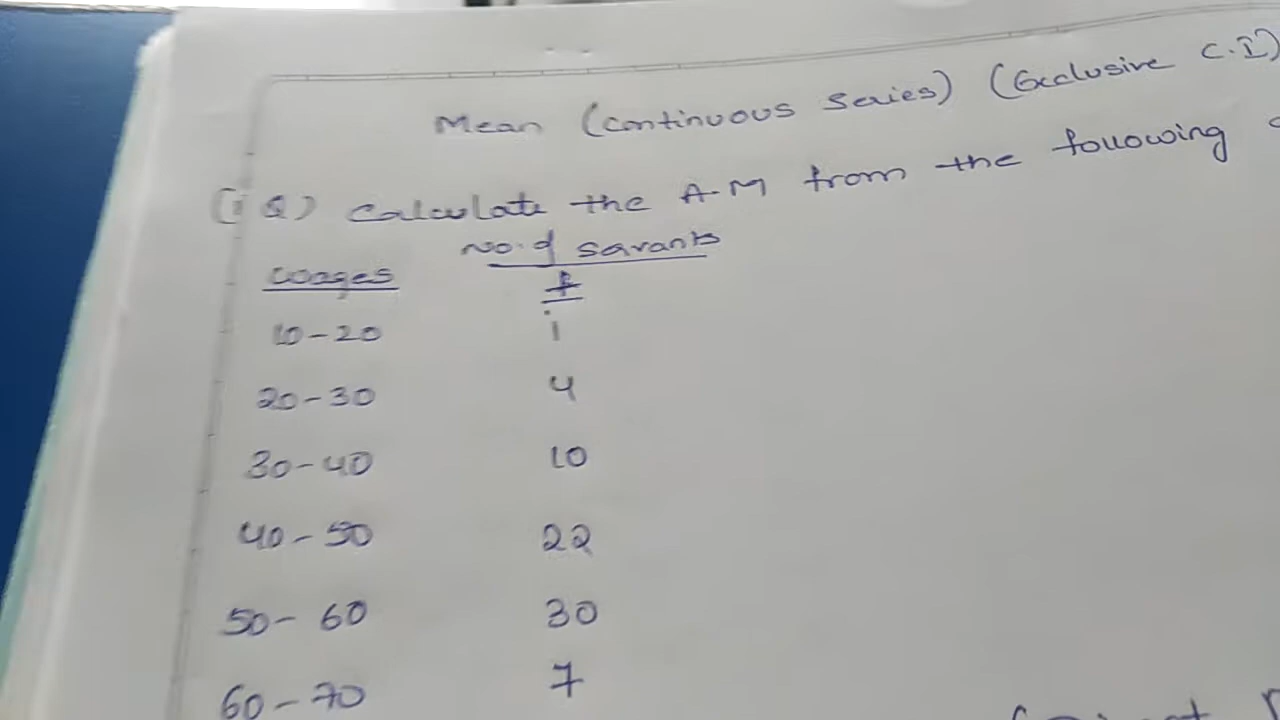 Mean (continuous series) (Exclusive C.I)
(1 Q) Calculate the A.M from the following
Wages No. of Sarvants
f
10-20 1
20-30 4
30-40 10
40-50 22
50-60 30
60-70 7